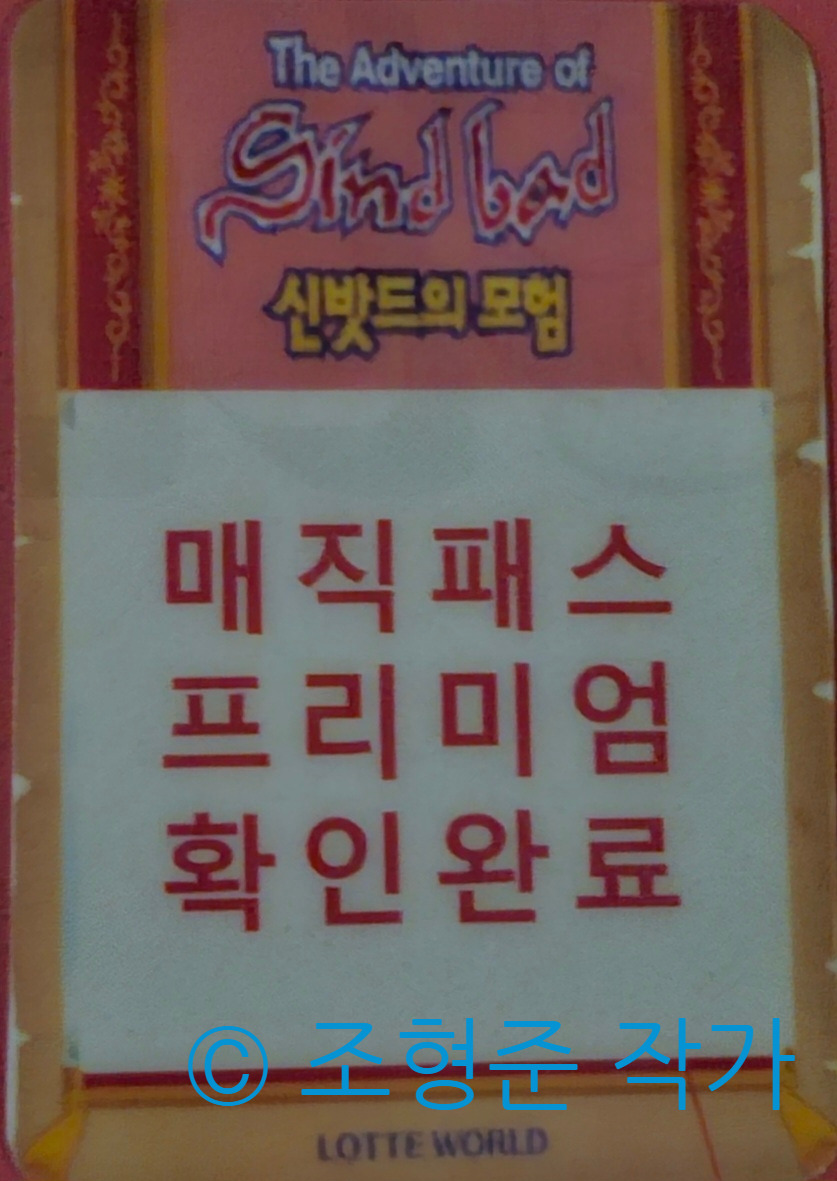 The Adventure of
Sindbad
신밧드의 모험
매직패스
프리미엄
확인완료
© 조형준 작가
LOTTE WORLD